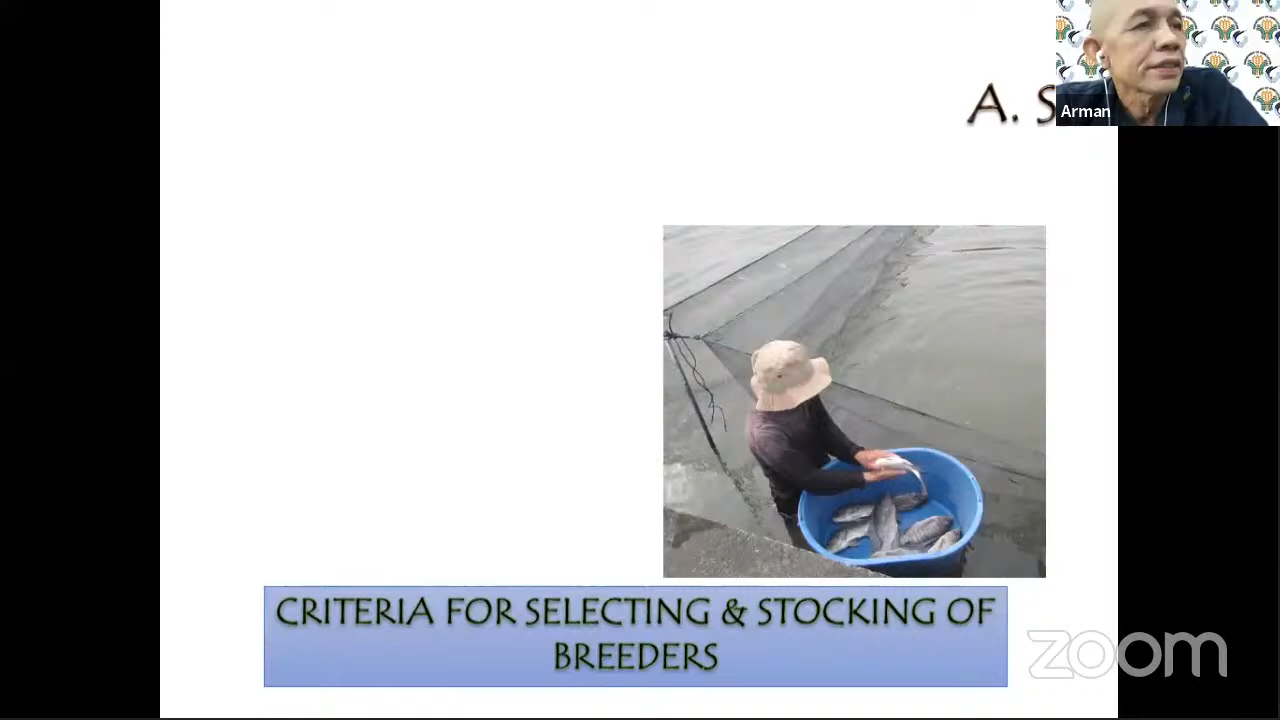 A. S
Arman
CRITERIA FOR SELECTING & STOCKING OF
BREEDERS
zoom